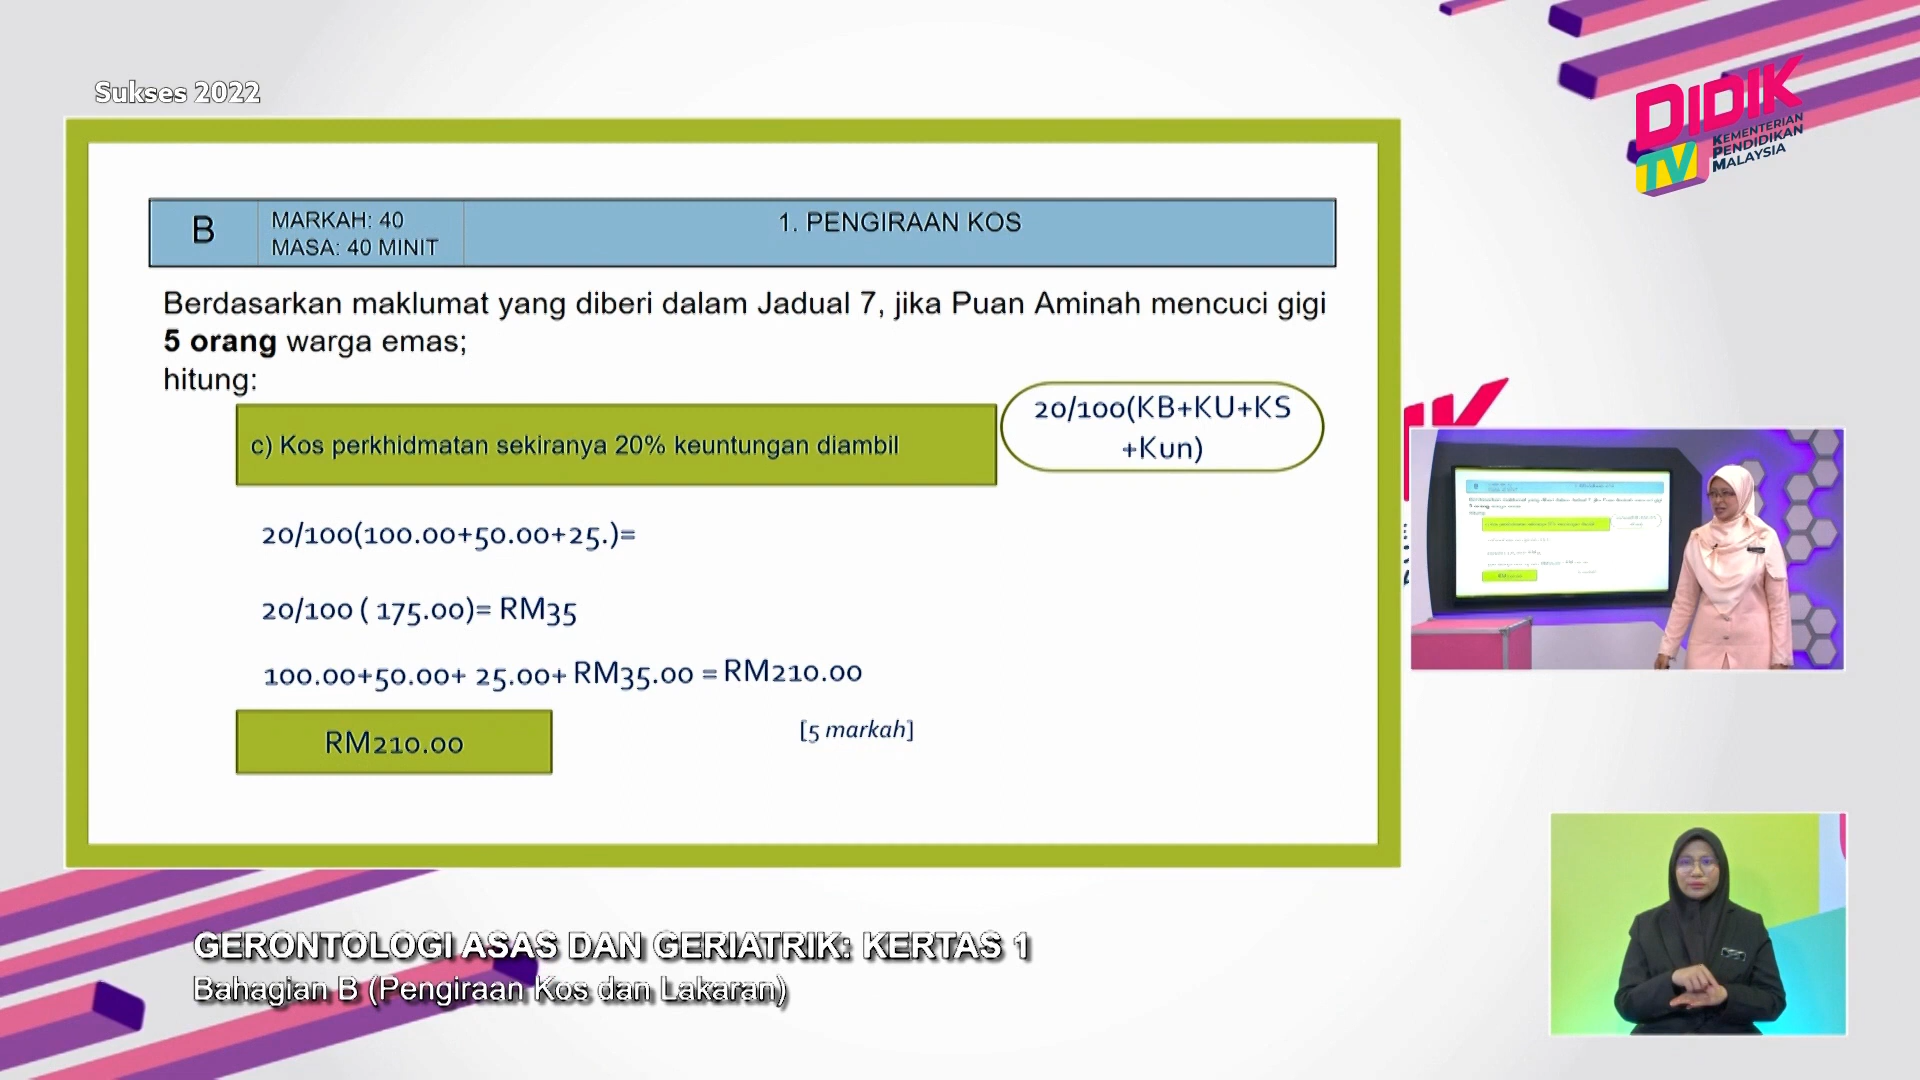 Sukses 2022
DIDIK
TV
KEMENTERIAN
PENDIDIKAN
MALAYSIA
B
MARKAH: 40
MASA: 40 MINIT
1. PENGIRAAN KOS
Berdasarkan maklumat yang diberi dalam Jadual 7, jika Puan Aminah mencuci gigi
5 orang warga emas;
hitung:
c) Kos perkhidmatan sekiranya 20% keuntungan diambil
20/100(KB+KU+KS
+Kun)
20/100(100.00+50.00+25.)=
20/100 ( 175.00)= RM35
100.00+50.00+ 25.00+ RM35.00 = RM210.00
RM210.00
[5 markah]
GERONTOLOGI ASAS DAN GERIATRIK: KERTAS 1
Bahagian B (Pengiraan Kos dan Lakaran)